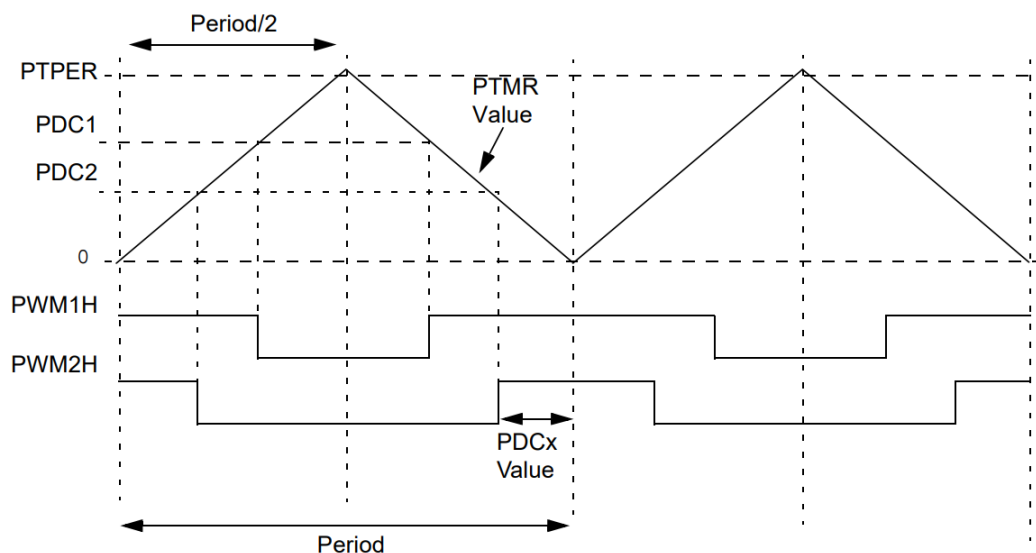 Period/2
PTPER
PTMR
Value
PDC1
PDC2
0
PWM1H
PWM2H
PDCx
Value
Period